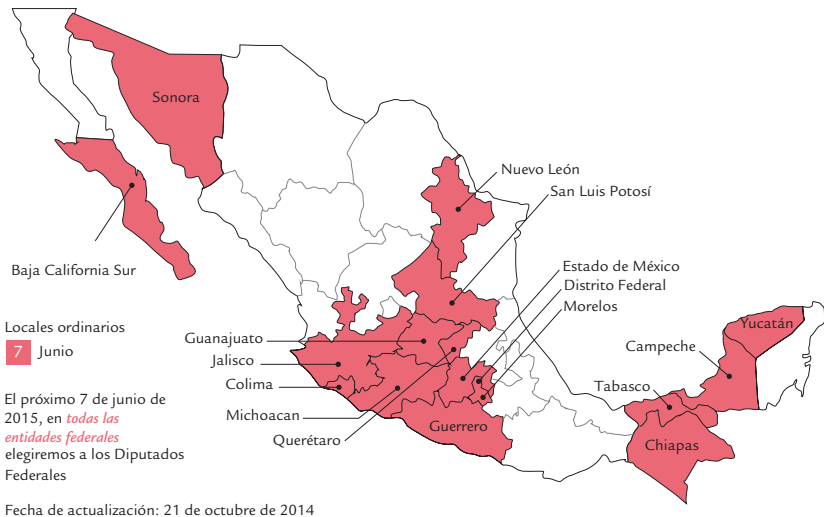 Sonora
Nuevo León
San Luis Potosí
Baja California Sur
Estado de México
Distrito Federal
Morelos
Locales ordinarios
7 Junio
Guanajuato
Jalisco
Colima
Michoacan
Querétaro
Guerrero
Yucatán
Campeche
Tabasco
Chiapas
El próximo 7 de junio de
2015, en todas las
entidades federales
elegiremos a los Diputados
Federales
Fecha de actualización: 21 de octubre de 2014